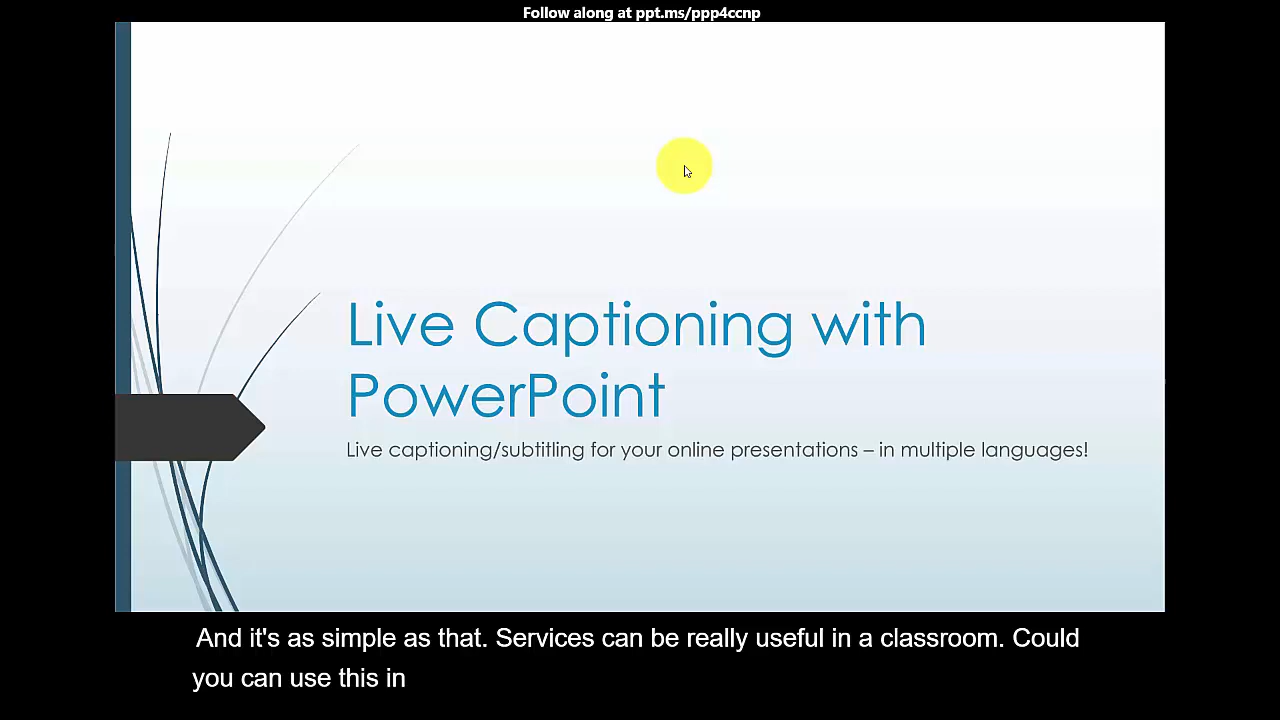 Follow along at ppt.ms/ppp4ccnp
Live Captioning with
PowerPoint
Live captioning/subtitling for your online presentations – in multiple languages!
And it's as simple as that. Services can be really useful in a classroom. Could
you can use this in